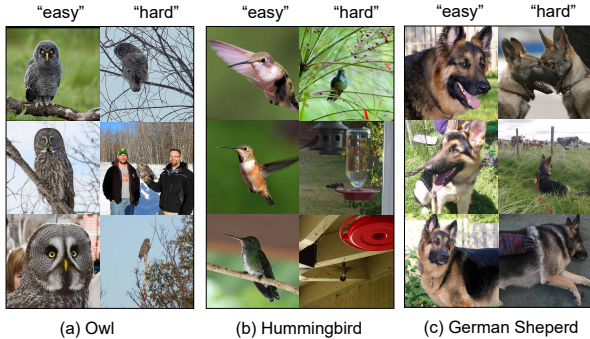 “easy” “hard” “easy” “hard” “easy” “hard”
(a) Owl (b) Hummingbird (c) German Sheperd